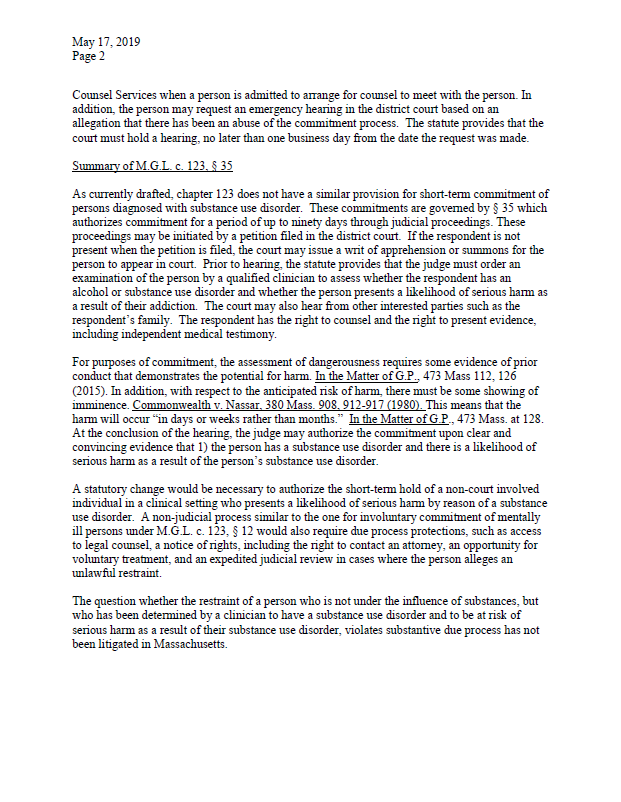 May 17, 2019
Page 2
Counsel Services when a person is admitted to arrange for counsel to meet with the person. In
addition, the person may request an emergency hearing in the district court based on an
allegation that there has been an abuse of the commitment process.  The statute provides that the
court must hold a hearing, no later than one business day from the date the request was made.
Summary of M.G.L. c. 123, § 35
As currently drafted, chapter 123 does not have a similar provision for short-term commitment of
persons diagnosed with substance use disorder.  These commitments are governed by § 35 which
authorizes commitment for a period of up to ninety days through judicial proceedings. These
proceedings may be initiated by a petition filed in the district court.  If the respondent is not
present when the petition is filed, the court may issue a writ of apprehension or summons for the
person to appear in court.  Prior to hearing, the statute provides that the judge must order an
examination of the person by a qualified clinician to assess whether the respondent has an
alcohol or substance use disorder and whether the person presents a likelihood of serious harm as
a result of their addiction.  The court may also hear from other interested parties such as the
respondent's family.  The respondent has the right to counsel and the right to present evidence,
including independent medical testimony.
For purposes of commitment, the assessment of dangerousness requires some evidence of prior
conduct that demonstrates the potential for harm. In the Matter of G.P., 473 Mass 112, 126
(2015). In addition, with respect to the anticipated risk of harm, there must be some showing of
imminence. Commonwealth v. Nassar, 380 Mass. 908, 912-917 (1980). This means that the
harm will occur “in days or weeks rather than months.”  In the Matter of G.P., 473 Mass. at 128.
At the conclusion of the hearing, the judge may authorize the commitment upon clear and
convincing evidence that 1) the person has a substance use disorder and there is a likelihood of
serious harm as a result of the person's substance use disorder.
A statutory change would be necessary to authorize the short-term hold of a non-court involved
individual in a clinical setting who presents a likelihood of serious harm by reason of a substance
use disorder.  A non-judicial process similar to the one for involuntary commitment of mentally
ill persons under M.G.L. c. 123, § 12 would also require due process protections, such as access
to legal counsel, a notice of rights, including the right to contact an attorney, an opportunity for
voluntary treatment, and an expedited judicial review in cases where the person alleges an
unlawful restraint.
The question whether the restraint of a person who is not under the influence of substances, but
who has been determined by a clinician to have a substance use disorder and to be at risk of
serious harm as a result of their substance use disorder, violates substantive due process has not
been litigated in Massachusetts.